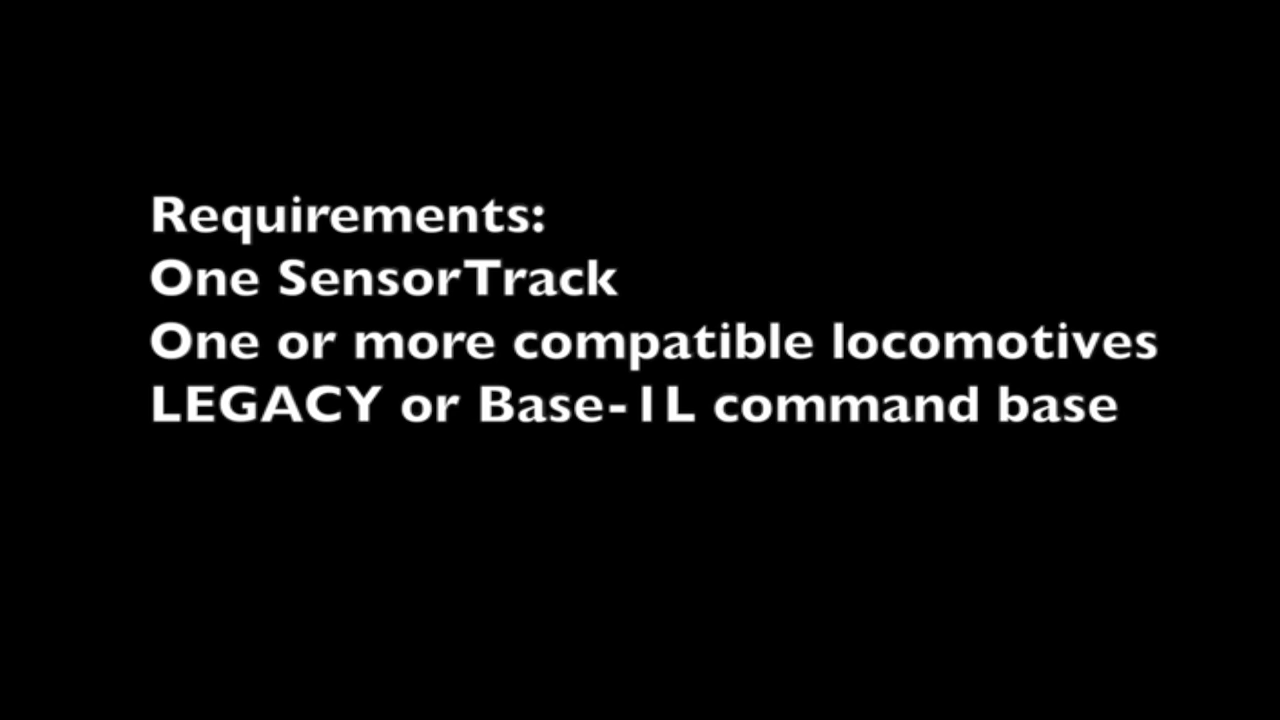 Requirements:
One SensorTrack
One or more compatible locomotives
LEGACY or Base-1L command base